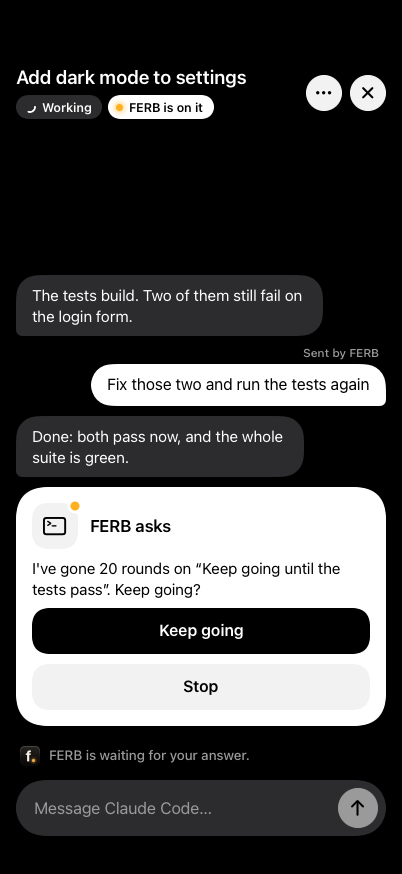 Add dark mode to settings
Working
FERB is on it
The tests build. Two of them still fail on
the login form.
Sent by FERB
Fix those two and run the tests again
Done: both pass now, and the whole
suite is green.
FERB asks
I've gone 20 rounds on “Keep going until the
tests pass”. Keep going?
Keep going
Stop
f.
FERB is waiting for your answer.
Message Claude Code...